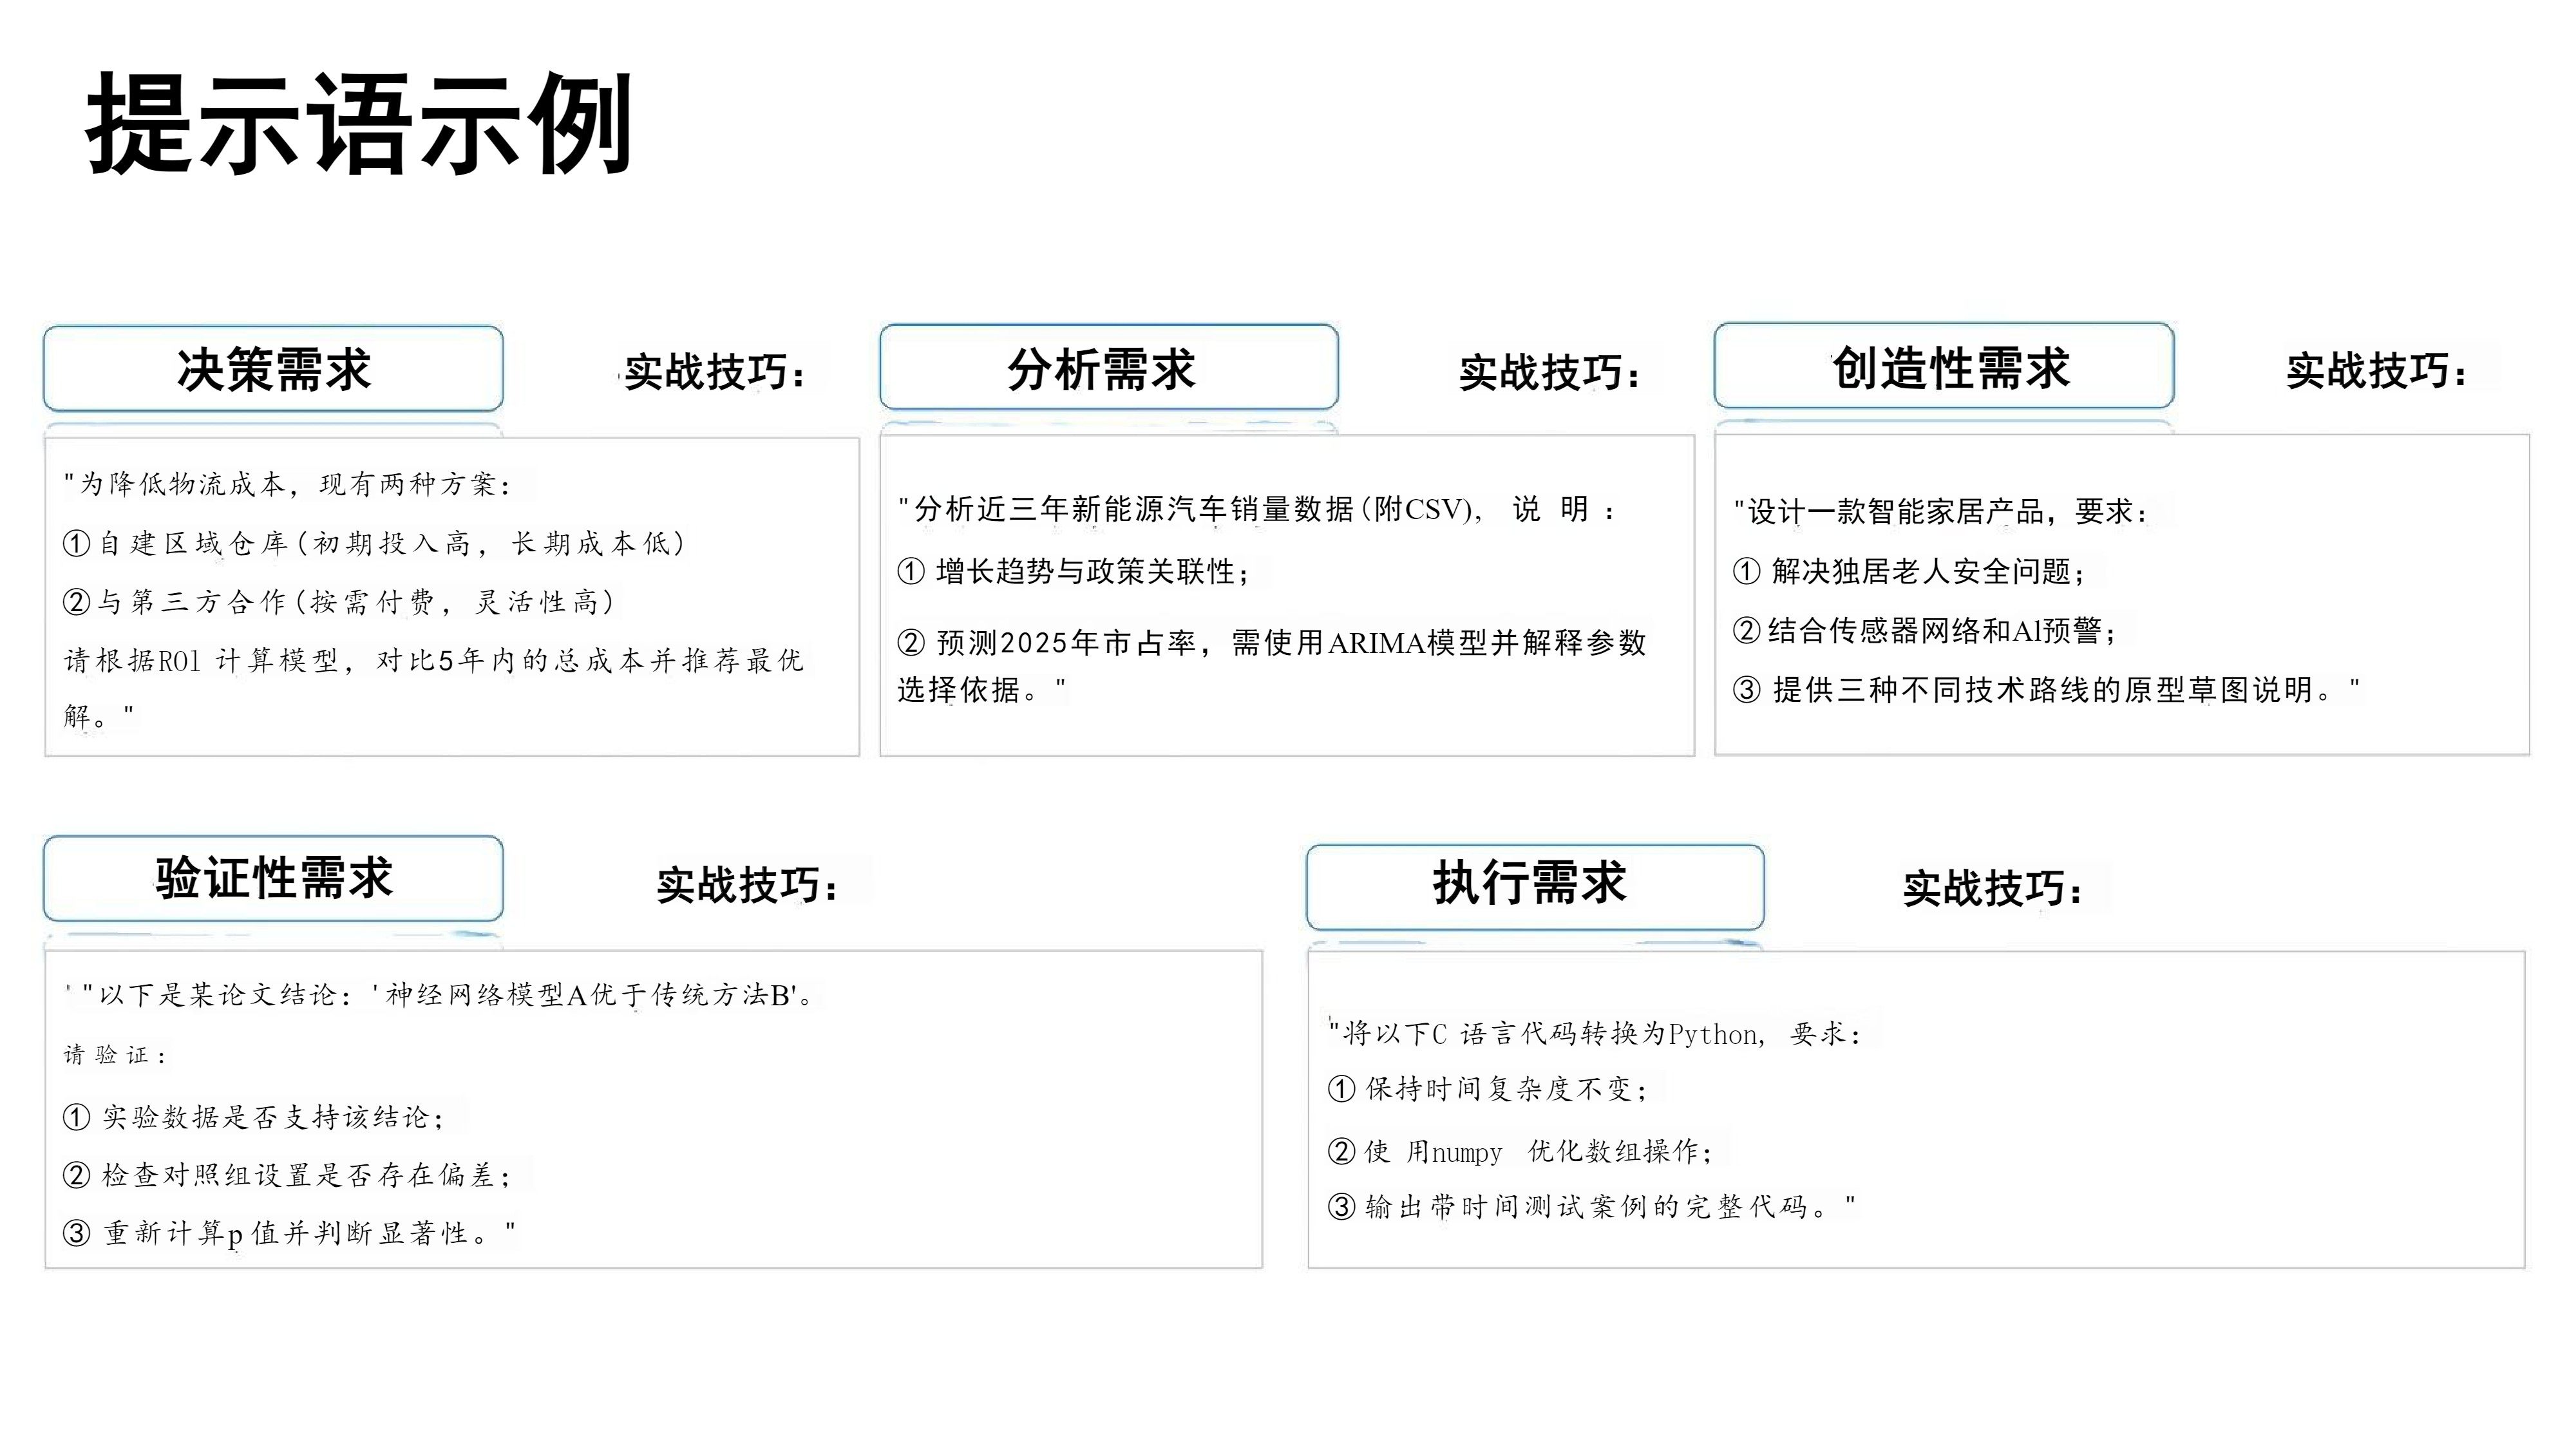 提示语示例
决策需求
实战技巧：
"为降低物流成本，现有两种方案：
①自建区域仓库(初期投入高，长期成本低)
②与第三方合作(按需付费，灵活性高)
请根据ROl 计算模型，对比5年内的总成本并推荐最优
解。"
分析需求
实战技巧：
"分析近三年新能源汽车销量数据(附CSV), 说 明 :
① 增长趋势与政策关联性；
② 预测2025年市占率，需使用ARIMA模型并解释参数
选择依据。"
创造性需求
实战技巧：
"设计一款智能家居产品，要求：
① 解决独居老人安全问题；
②结合传感器网络和Al预警；
③ 提供三种不同技术路线的原型草图说明。"
验证性需求
实战技巧：
' "以下是某论文结论：'神经网络模型A优于传统方法B'。
请 验 证 :
① 实验数据是否支持该结论；
② 检查对照组设置是否存在偏差；
③ 重新计算p 值并判断显著性。"
执行需求
实战技巧：
"将以下C 语言代码转换为Python, 要求：
① 保持时间复杂度不变；
② 使 用numpy 优化数组操作；
③ 输出带时间测试案例的完整代码。"